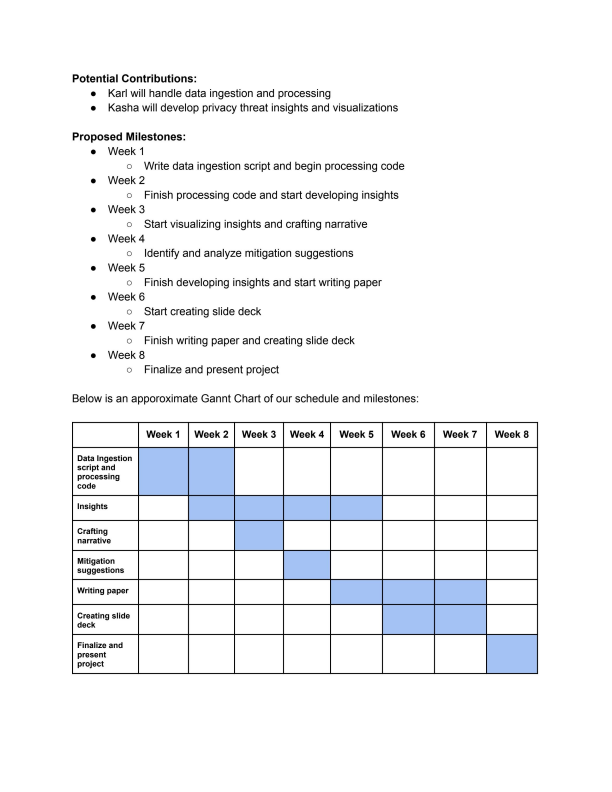 Potential Contributions:
● Karl will handle data ingestion and processing
● Kasha will develop privacy threat insights and visualizations
Proposed Milestones:
● Week 1
○ Write data ingestion script and begin processing code
● Week 2
○ Finish processing code and start developing insights
● Week 3
○ Start visualizing insights and crafting narrative
● Week 4
○ Identify and analyze mitigation suggestions
● Week 5
○ Finish developing insights and start writing paper
● Week 6
○ Start creating slide deck
● Week 7
○ Finish writing paper and creating slide deck
● Week 8
○ Finalize and present project
Below is an apporoximate Gannt Chart of our schedule and milestones:
Week 1 Week 2 Week 3 Week 4 Week 5 Week 6 Week 7 Week 8
Data Ingestion
script and
processing
code
Insights
Crafting
narrative
Mitigation
suggestions
Writing paper
Creating slide
deck
Finalize and
present
project